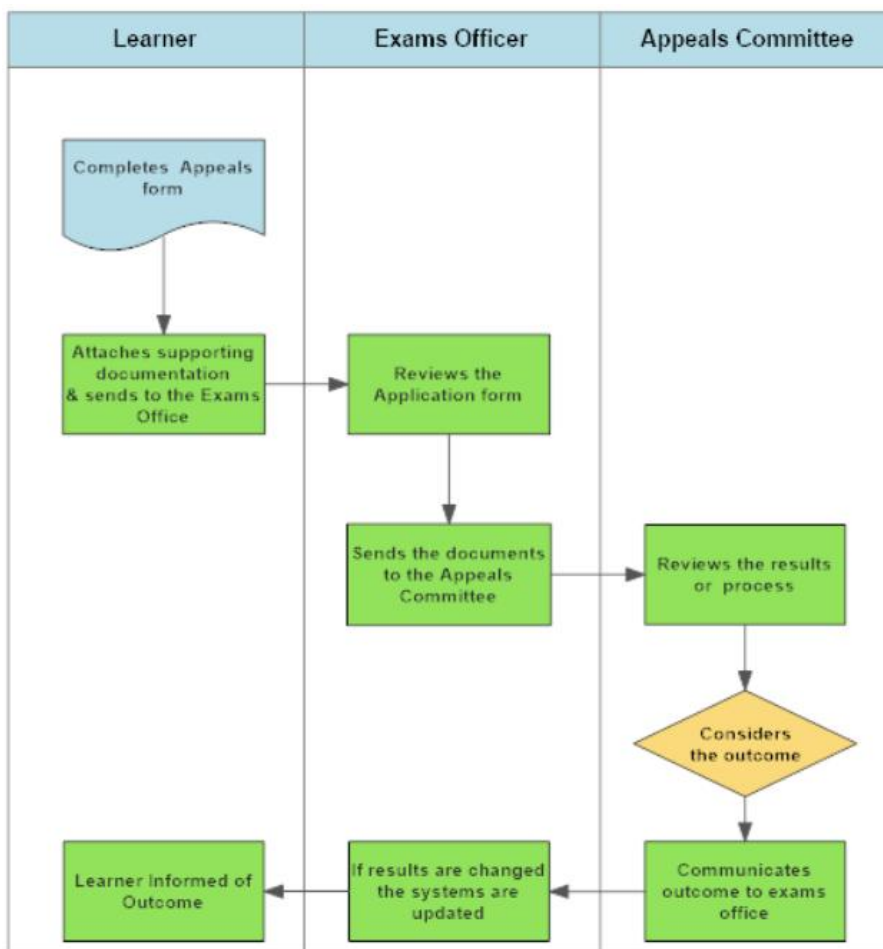 Learner
Exams Officer
Appeals Committee
Completes Appeals
form
Attaches supporting
documentation
& sends to the Exams
Office
Reviews the
Application form
Sends the documents
to the Appeals
Committee
Reviews the results
or process
Considers
the outcome
Communicates
outcome to exams
office
If results are changed
the systems are
updated
Learner Informed of
Outcome